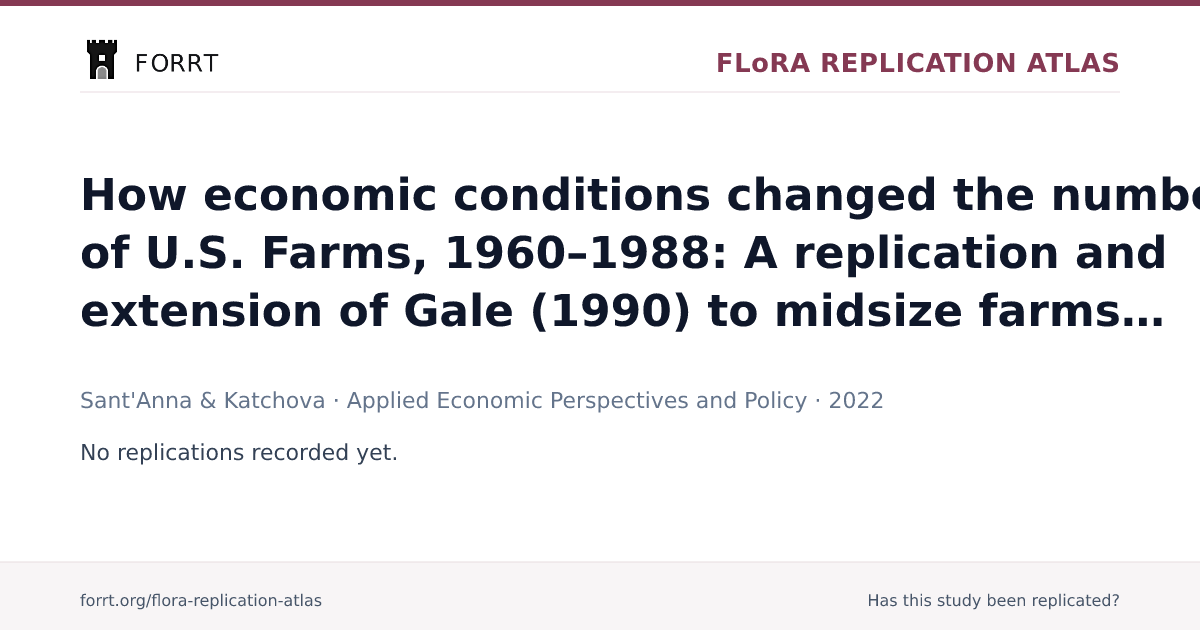 FORRT
FLoRA REPLICATION ATLAS
How economic conditions changed the numbe
of U.S. Farms, 1960–1988: A replication and
extension of Gale (1990) to midsize farms…
Sant'Anna & Katchova · Applied Economic Perspectives and Policy · 2022
No replications recorded yet.
forrt.org/flora-replication-atlas
Has this study been replicated?